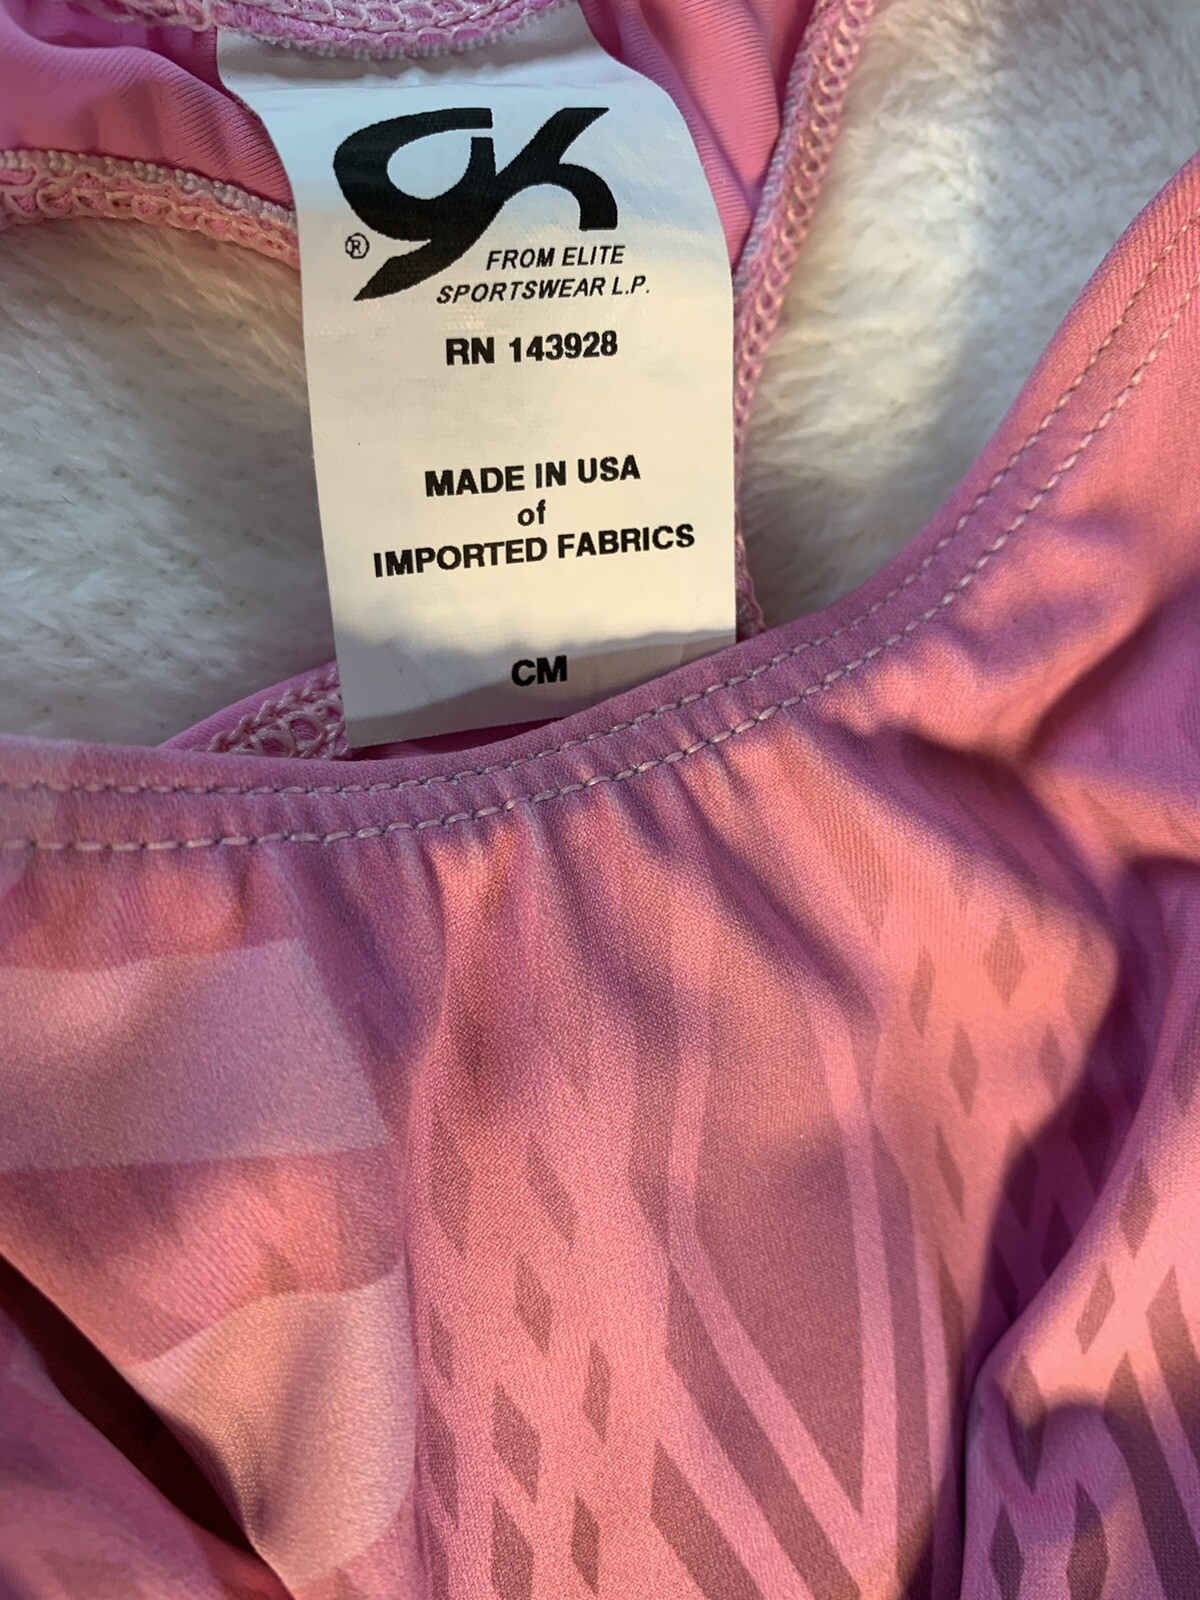 GK
®
FROM ELITE
SPORTSWEAR L.P.
RN 143928
MADE IN USA
of
IMPORTED FABRICS
CM